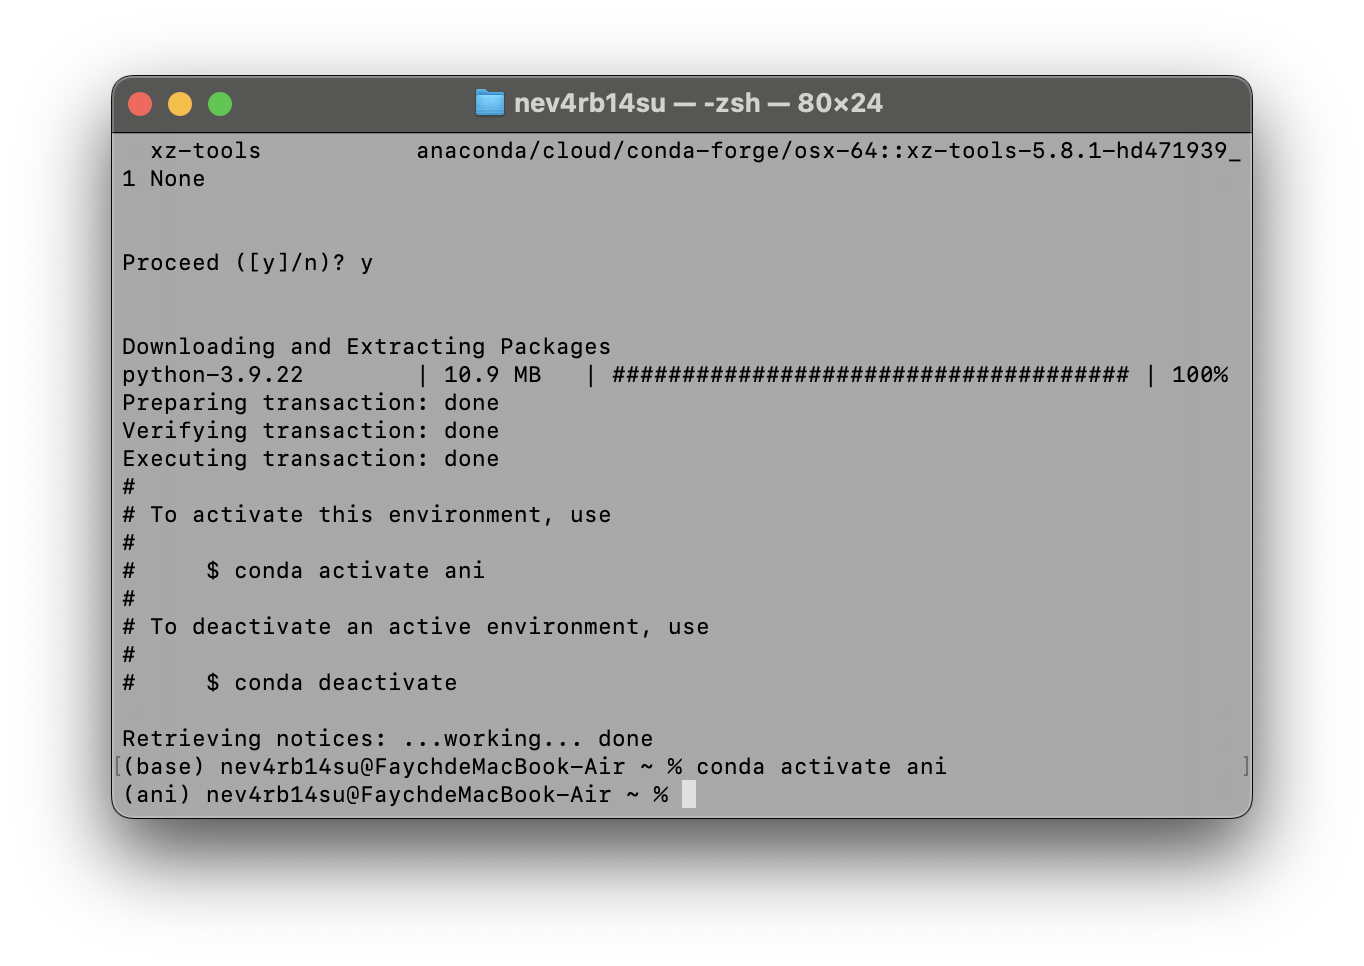 nev4rb14su — -zsh — 80×24
xz-tools anaconda/cloud/conda-forge/osx-64::xz-tools-5.8.1-hd471939_
1 None
Proceed ([y]/n)? y
Downloading and Extracting Packages
python-3.9.22 | 10.9 MB | ##################################### | 100%
Preparing transaction: done
Verifying transaction: done
Executing transaction: done
#
# To activate this environment, use
#
# $ conda activate ani
#
# To deactivate an active environment, use
#
# $ conda deactivate
Retrieving notices: ...working... done
[(base) nev4rb14su@FaychdeMacBook-Air ~ % conda activate ani ]
(ani) nev4rb14su@FaychdeMacBook-Air ~ %